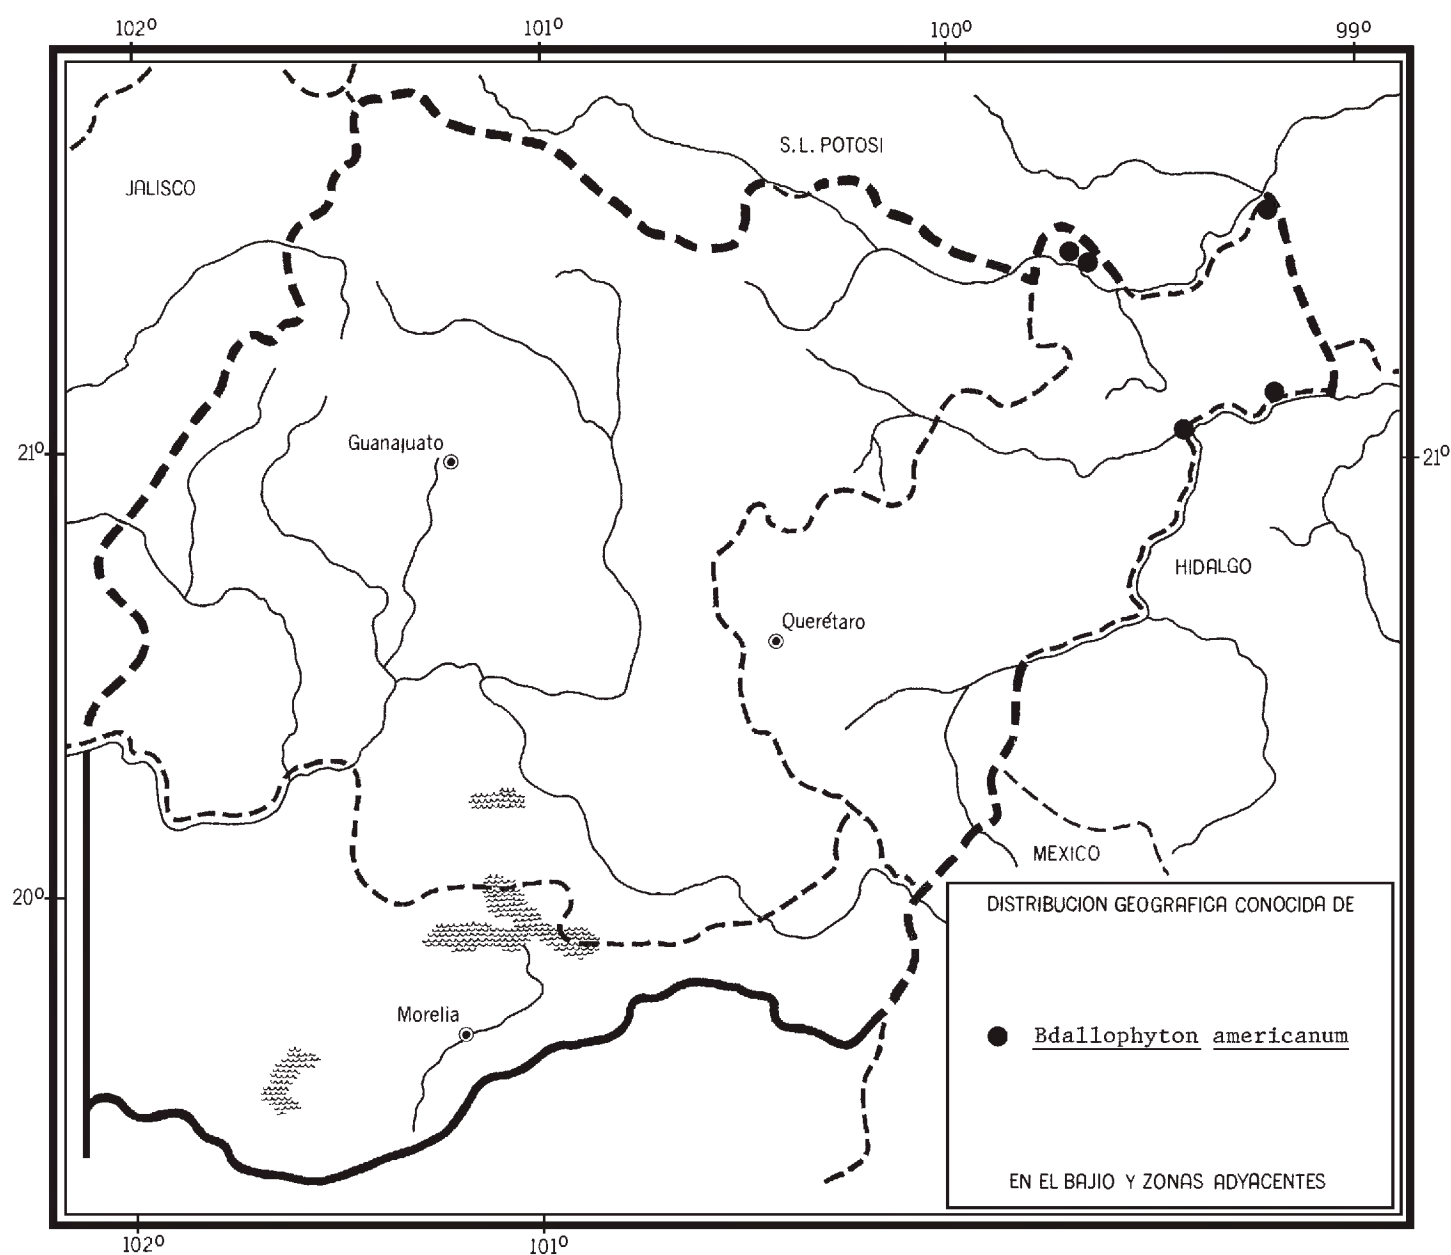 102º 101º 100º 99º
S.L. POTOSI
JALISCO
Guanajuato
21º 21º
HIDALGO
Querétaro
MEXICO
20º
DISTRIBUCION GEOGRAFICA CONOCIDA DE
Morelia
Bdallophyton americanum
EN EL BAJIO Y ZONAS ADYACENTES
102º 101º